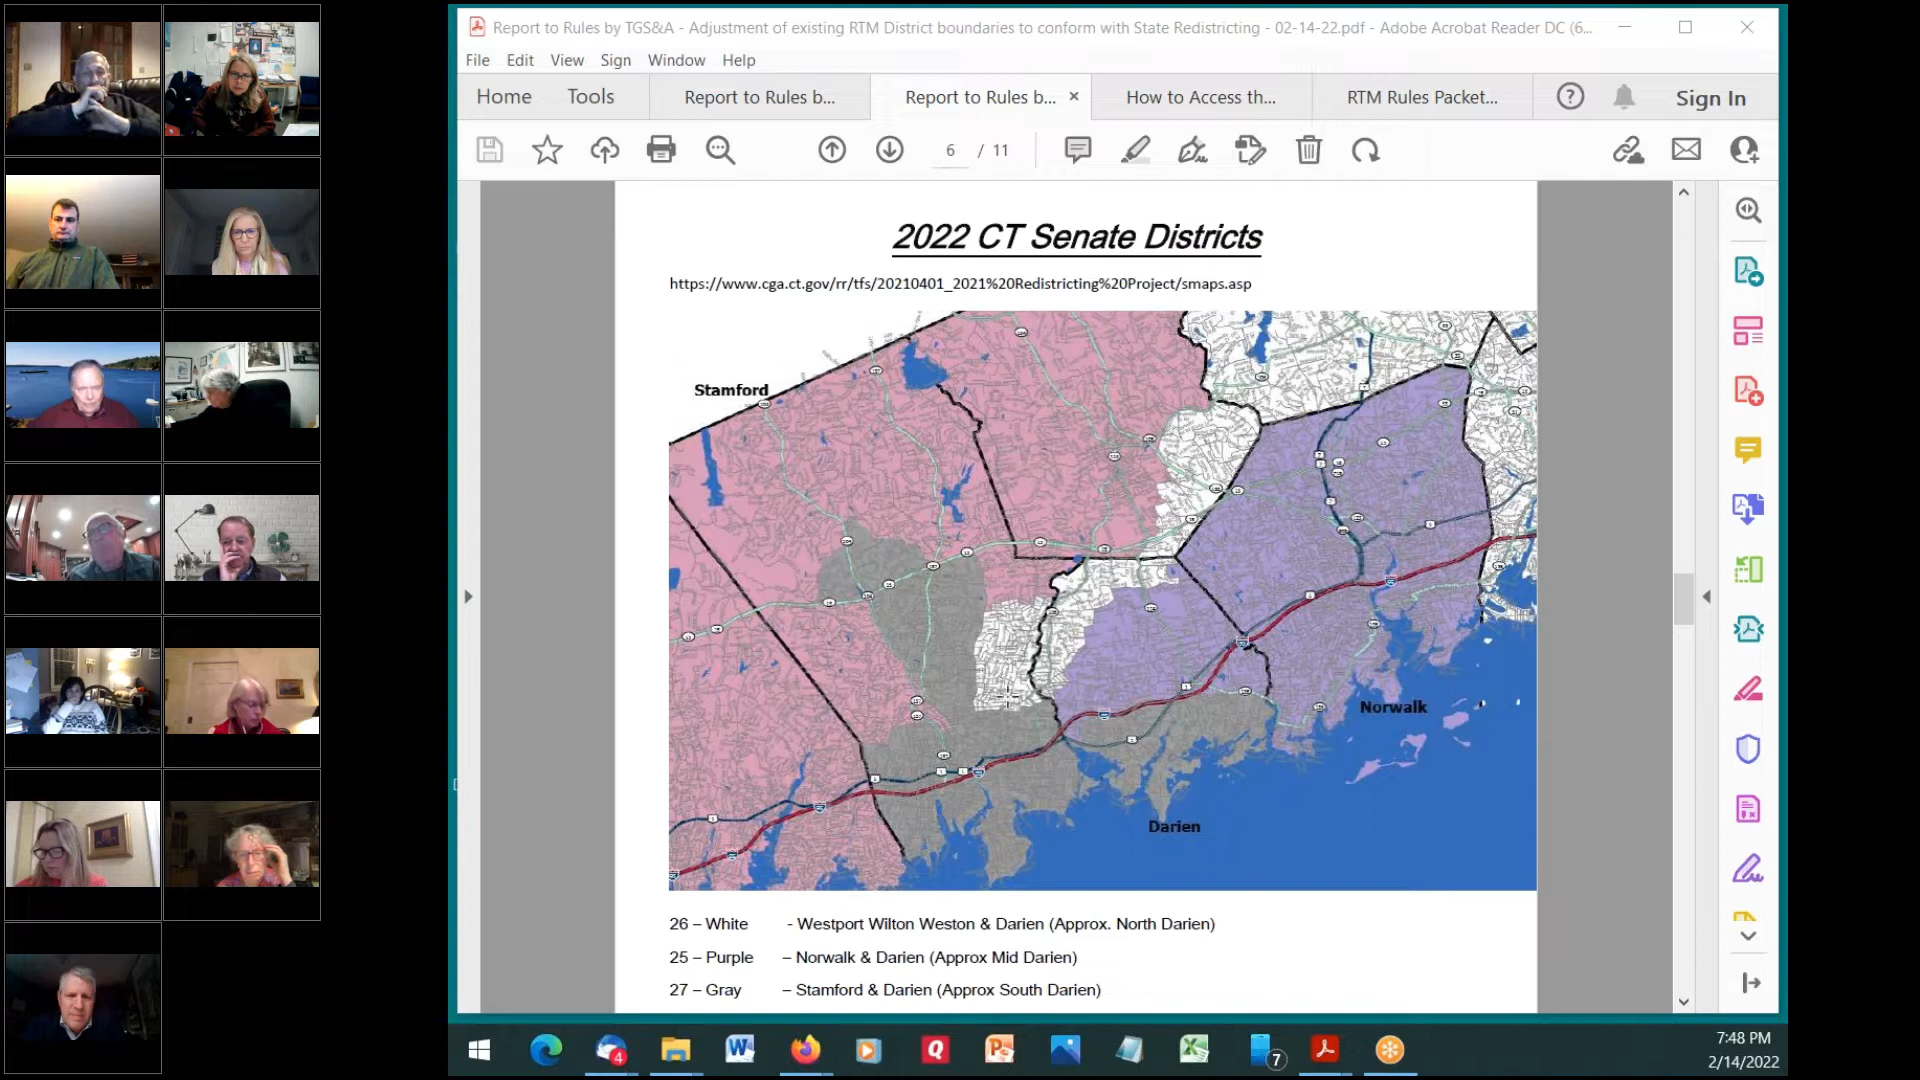 Report to Rules by TGS&A - Adjustment of existing RTM District boundaries to conform with State Redistricting - 02-14-22.pdf - Adobe Acrobat Reader DC (6...
File Edit View Sign Window Help
Home Tools Report to Rules b... Report to Rules b... How to Access th... RTM Rules Packet... Sign In
6 / 11
2022 CT Senate Districts
https://www.cga.ct.gov/rr/tfs/20210401_2021%20Redistricting%20Project/smaps.asp
Stamford
Norwalk
Darien
26 – White - Westport Wilton Weston & Darien (Approx. North Darien)
25 – Purple – Norwalk & Darien (Approx Mid Darien)
27 – Gray – Stamford & Darien (Approx South Darien)
4
7
7:48 PM
2/14/2022